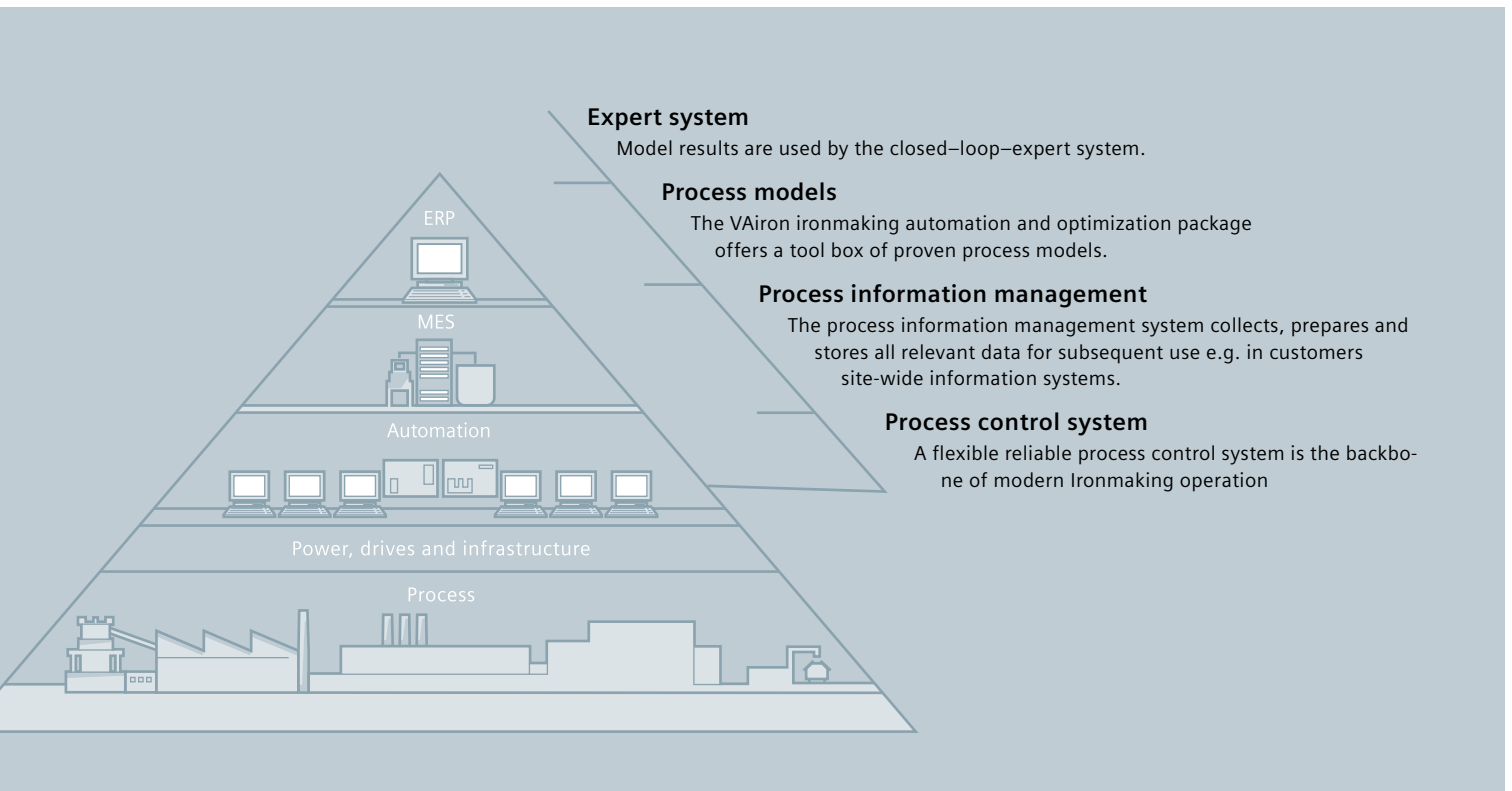 Expert system
Model results are used by the closed–loop–expert system.
Process models
The VAiron ironmaking automation and optimization package
offers a tool box of proven process models.
Process information management
The process information management system collects, prepares and
stores all relevant data for subsequent use e.g. in customers
site-wide information systems.
Process control system
A flexible reliable process control system is the backbo-
ne of modern Ironmaking operation
ERP
MES
Automation
Power, drives and infrastructure
Process